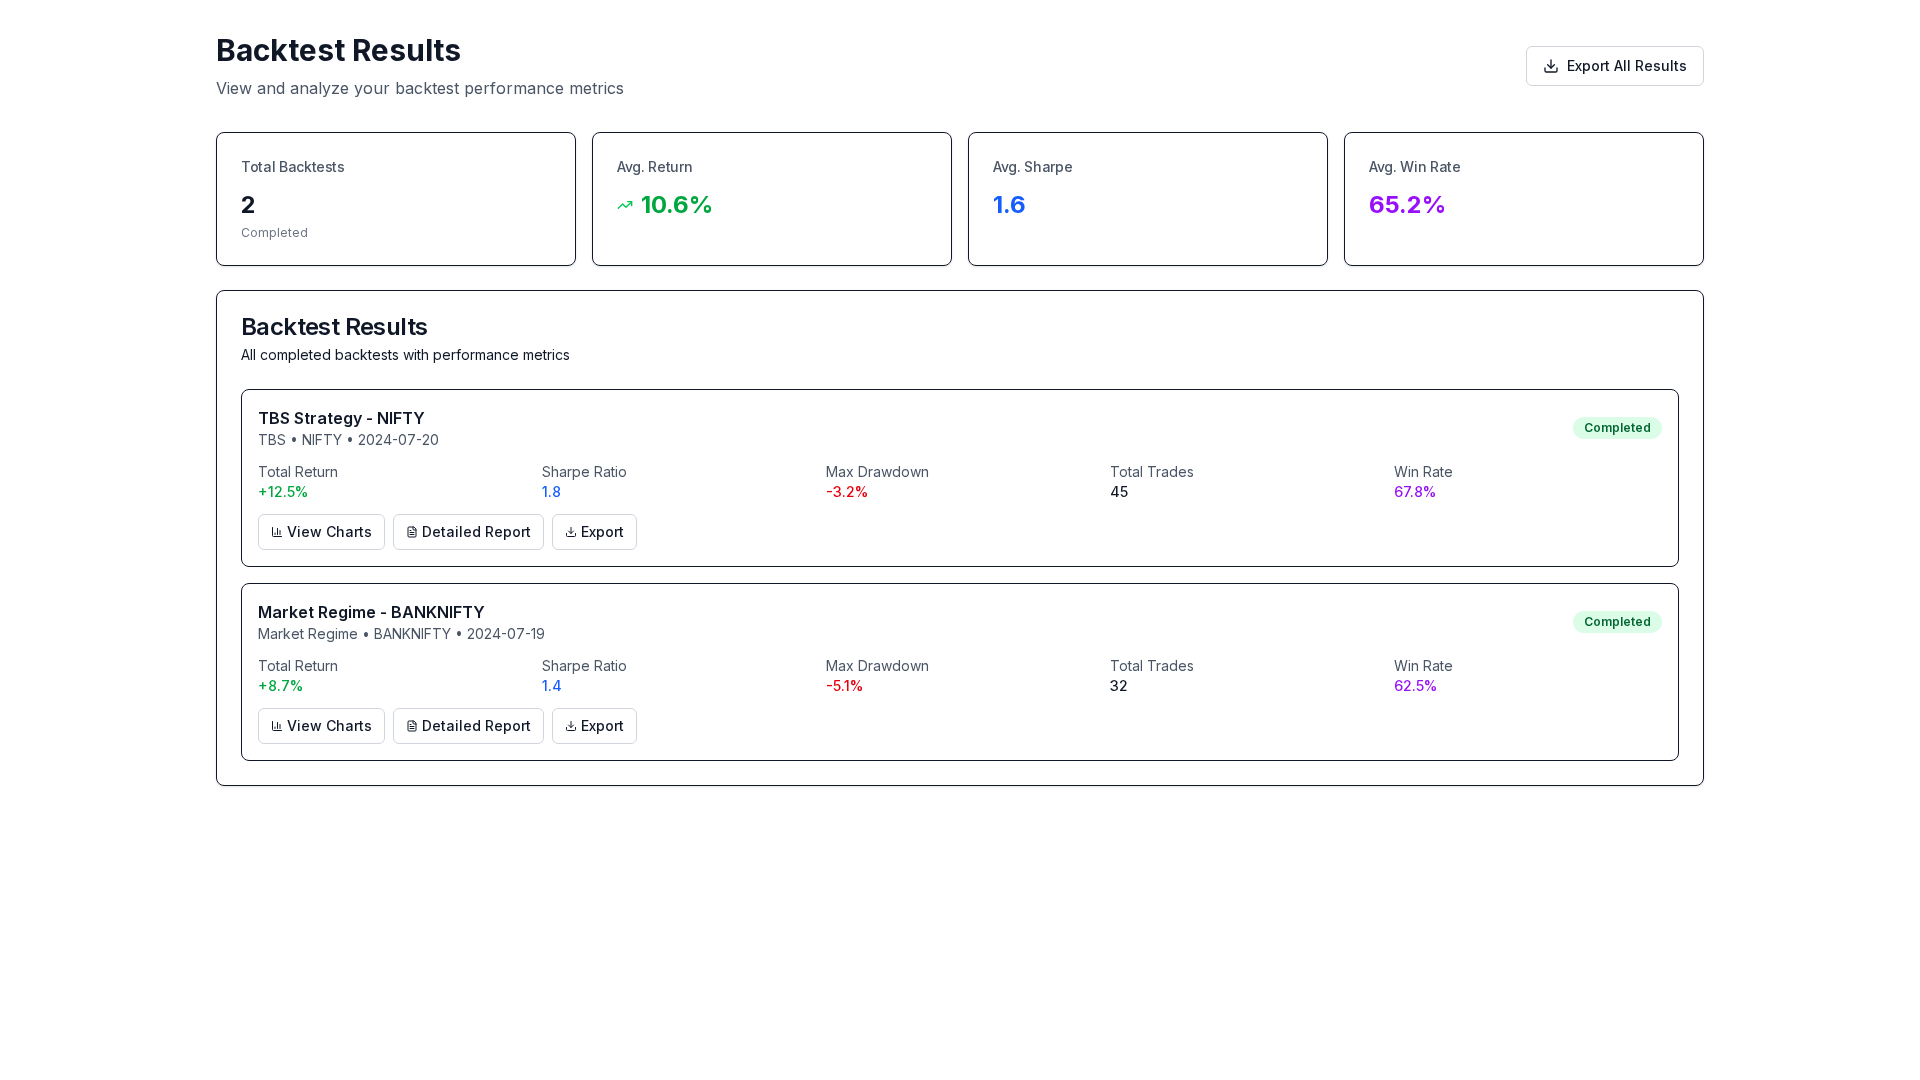 Backtest Results
View and analyze your backtest performance metrics
Export All Results
Total Backtests
2
Completed
Avg. Return
10.6%
Avg. Sharpe
1.6
Avg. Win Rate
65.2%
Backtest Results
All completed backtests with performance metrics
TBS Strategy - NIFTY
TBS • NIFTY • 2024-07-20
Completed
Total Return
+12.5%
Sharpe Ratio
1.8
Max Drawdown
-3.2%
Total Trades
45
Win Rate
67.8%
View Charts
Detailed Report
Export
Market Regime - BANKNIFTY
Market Regime • BANKNIFTY • 2024-07-19
Completed
Total Return
+8.7%
Sharpe Ratio
1.4
Max Drawdown
-5.1%
Total Trades
32
Win Rate
62.5%
View Charts
Detailed Report
Export